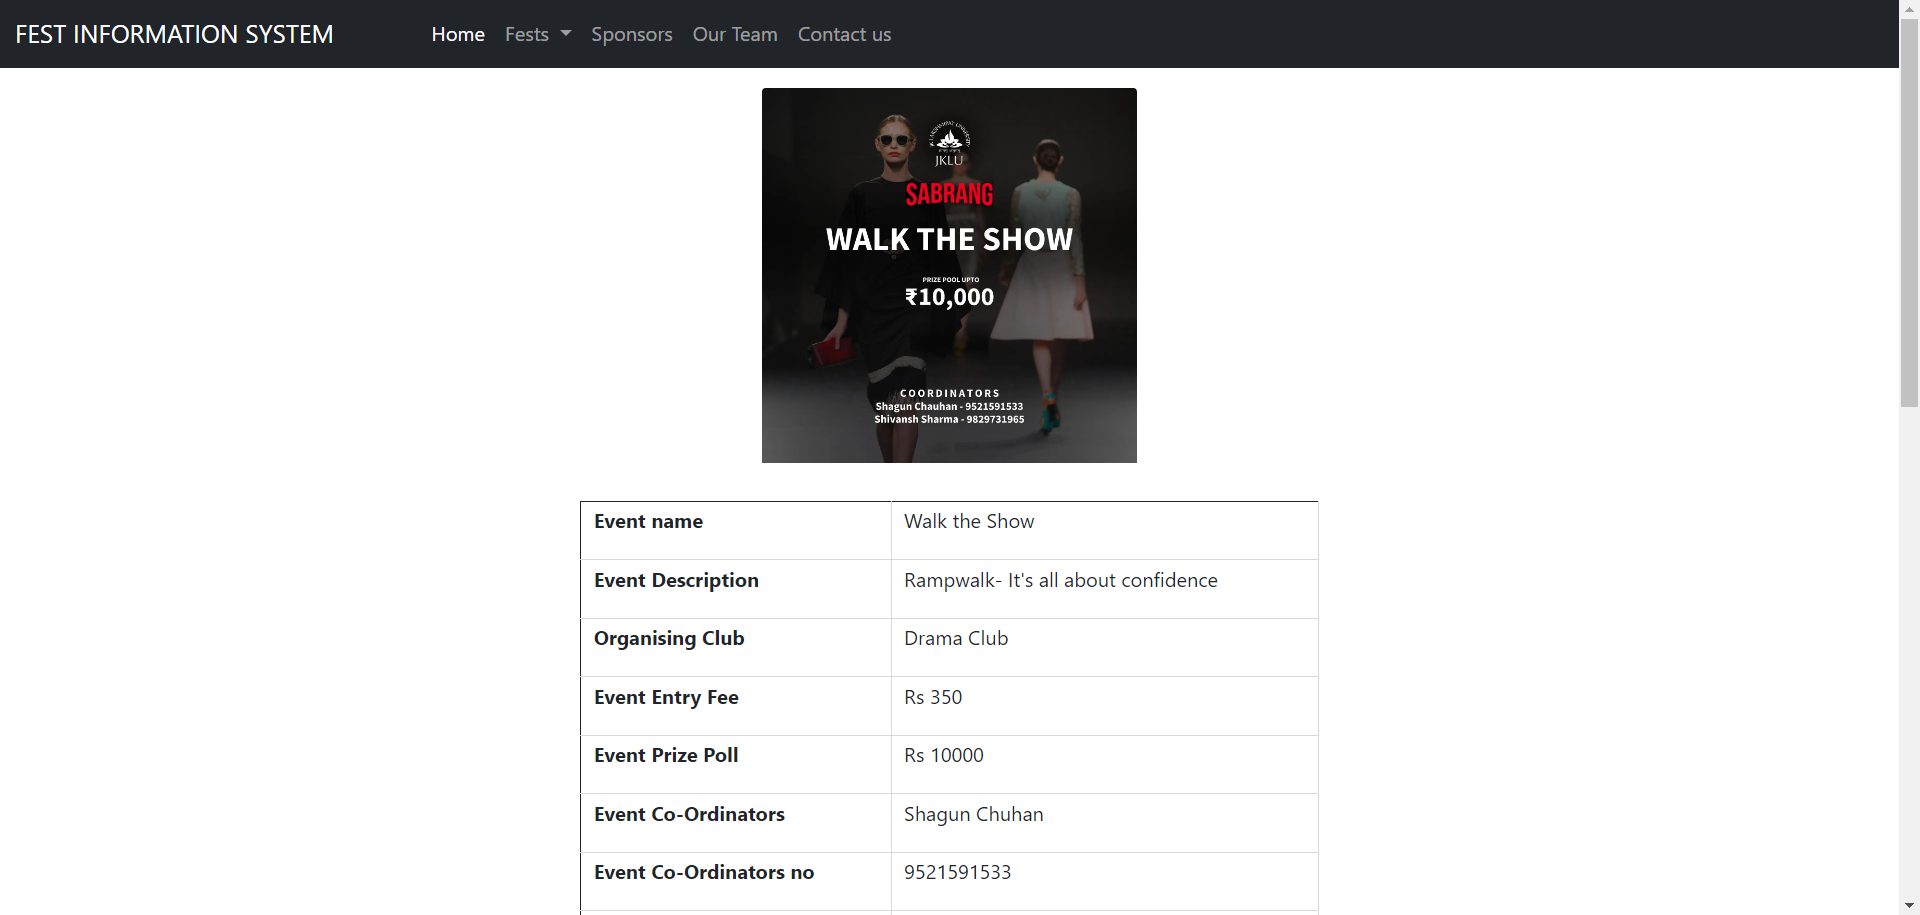 FEST INFORMATION SYSTEM Home Fests Sponsors Our Team Contact us
JKLU
SABRANG
WALK THE SHOW
PRIZE POOL UPTO
₹10,000
COORDINATORS
Shagun Chauhan - 9521591533
Shivansh Sharma - 9829731965
Event name Walk the Show
Event Description Rampwalk- It's all about confidence
Organising Club Drama Club
Event Entry Fee Rs 350
Event Prize Poll Rs 10000
Event Co-Ordinators Shagun Chuhan
Event Co-Ordinators no 9521591533